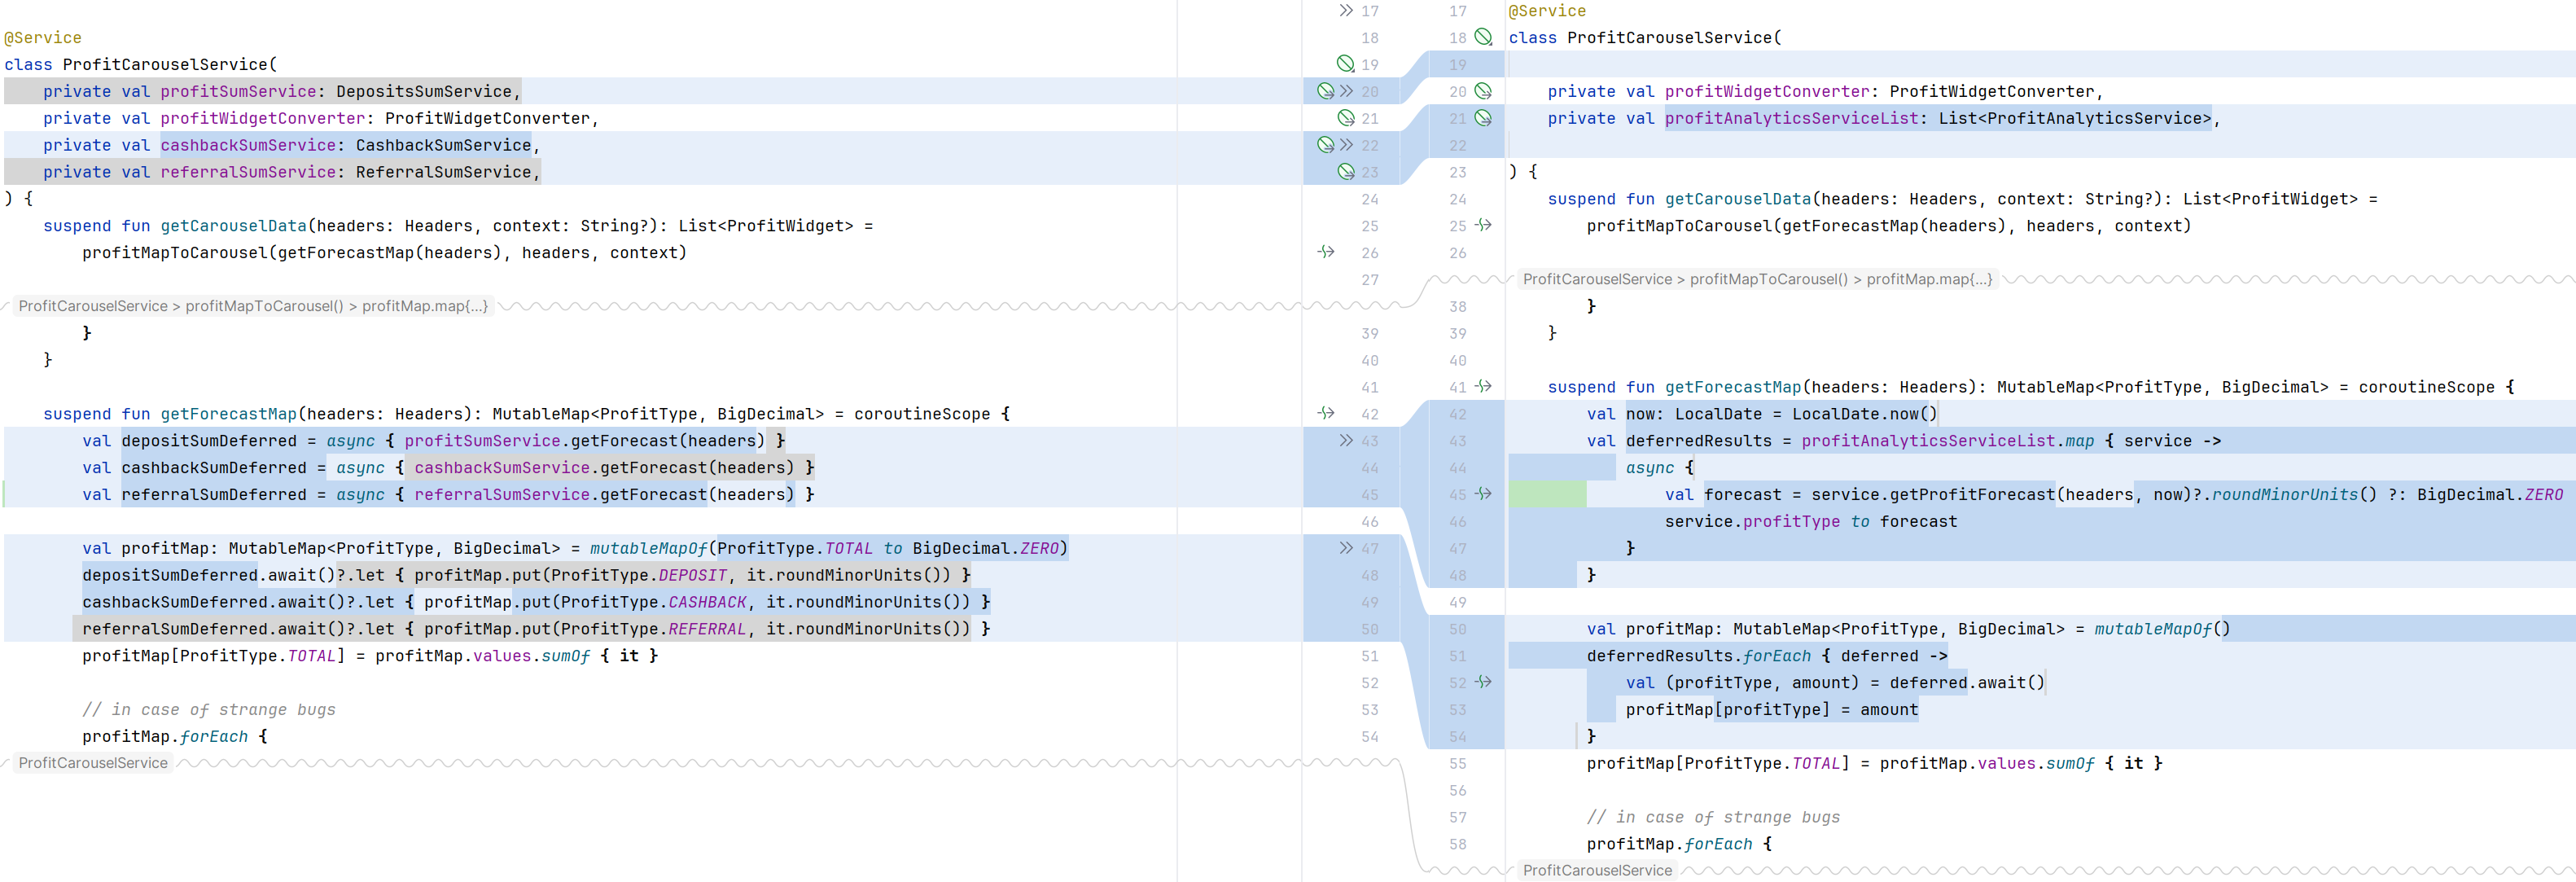 @Service
class ProfitCarouselService(
    private val profitSumService: DepositsSumService,
    private val profitWidgetConverter: ProfitWidgetConverter,
    private val cashbackSumService: CashbackSumService,
    private val referralSumService: ReferralSumService,
) {
    suspend fun getCarouselData(headers: Headers, context: String?): List<ProfitWidget> =
        profitMapToCarousel(getForecastMap(headers), headers, context)
ProfitCarouselService > profitMapToCarousel() > profitMap.map{...}
        }
    }
    suspend fun getForecastMap(headers: Headers): MutableMap<ProfitType, BigDecimal> = coroutineScope {
        val depositSumDeferred = async { profitSumService.getForecast(headers) }
        val cashbackSumDeferred = async { cashbackSumService.getForecast(headers) }
        val referralSumDeferred = async { referralSumService.getForecast(headers) }
        val profitMap: MutableMap<ProfitType, BigDecimal> = mutableMapOf(ProfitType.TOTAL to BigDecimal.ZERO)
        depositSumDeferred.await()?.let { profitMap.put(ProfitType.DEPOSIT, it.roundMinorUnits()) }
        cashbackSumDeferred.await()?.let { profitMap.put(ProfitType.CASHBACK, it.roundMinorUnits()) }
        referralSumDeferred.await()?.let { profitMap.put(ProfitType.REFERRAL, it.roundMinorUnits()) }
        profitMap[ProfitType.TOTAL] = profitMap.values.sumOf { it }
        // in case of strange bugs
        profitMap.forEach {
ProfitCarouselService
17
18
19
20
21
22
23
24
25
26
27
39
40
41
42
43
44
45
46
47
48
49
50
51
52
53
54
17 @Service
18 class ProfitCarouselService(
19
20     private val profitWidgetConverter: ProfitWidgetConverter,
21     private val profitAnalyticsServiceList: List<ProfitAnalyticsService>,
22
23 ) {
24     suspend fun getCarouselData(headers: Headers, context: String?): List<ProfitWidget> =
25         profitMapToCarousel(getForecastMap(headers), headers, context)
26
ProfitCarouselService > profitMapToCarousel() > profitMap.map{...}
38         }
39     }
40
41     suspend fun getForecastMap(headers: Headers): MutableMap<ProfitType, BigDecimal> = coroutineScope {
42         val now: LocalDate = LocalDate.now()
43         val deferredResults = profitAnalyticsServiceList.map { service ->
44             async {
45                 val forecast = service.getProfitForecast(headers, now)?.roundMinorUnits() ?: BigDecimal.ZERO
46                 service.profitType to forecast
47             }
48         }
49
50         val profitMap: MutableMap<ProfitType, BigDecimal> = mutableMapOf()
51         deferredResults.forEach { deferred ->
52             val (profitType, amount) = deferred.await()
53             profitMap[profitType] = amount
54         }
55         profitMap[ProfitType.TOTAL] = profitMap.values.sumOf { it }
56
57         // in case of strange bugs
58         profitMap.forEach {
ProfitCarouselService